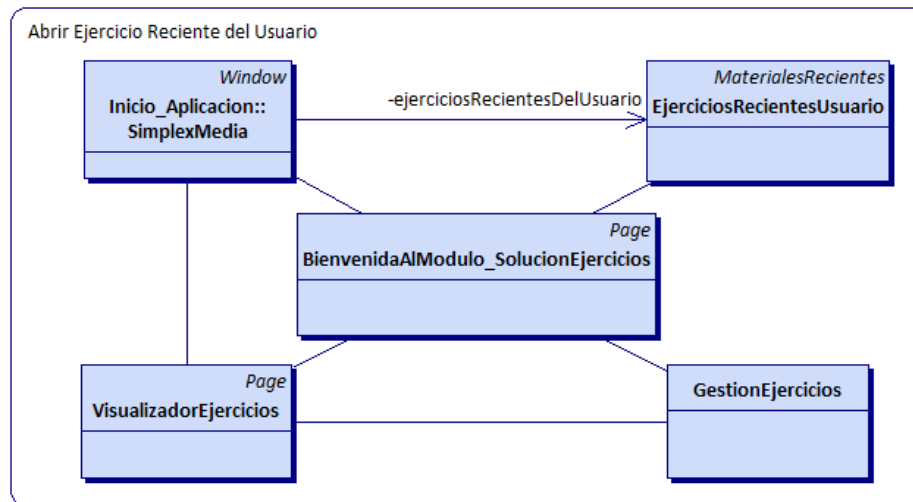 Abrir Ejercicio Reciente del Usuario
Window
Inicio_Aplicacion::
SimplexMedia
-ejerciciosRecientesDelUsuario
MaterialesRecientes
EjerciciosRecientesUsuario
Page
BienvenidaAlModulo_SolucionEjercicios
Page
VisualizadorEjercicios
GestionEjercicios